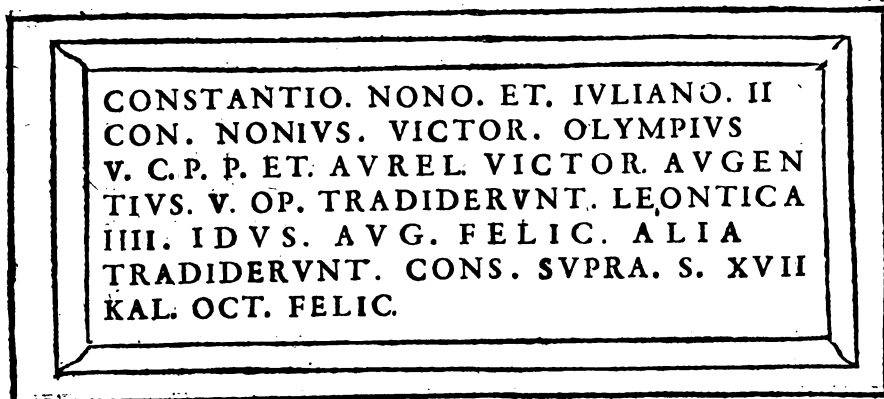 CONSTANTIO. NONO. ET. IVLIANO. II
CON. NONIVS. VICTOR. OLYMPIVS
V. C. P. P. ET. AVREL. VICTOR. AVGEN
TIVS. V. OP. TRADIDERVNT. LEONTICA
IIII. IDVS. AVG. FELIC. ALIA
TRADIDERVNT. CONS. SVPRA. S. XVII
KAL. OCT. FELIC.